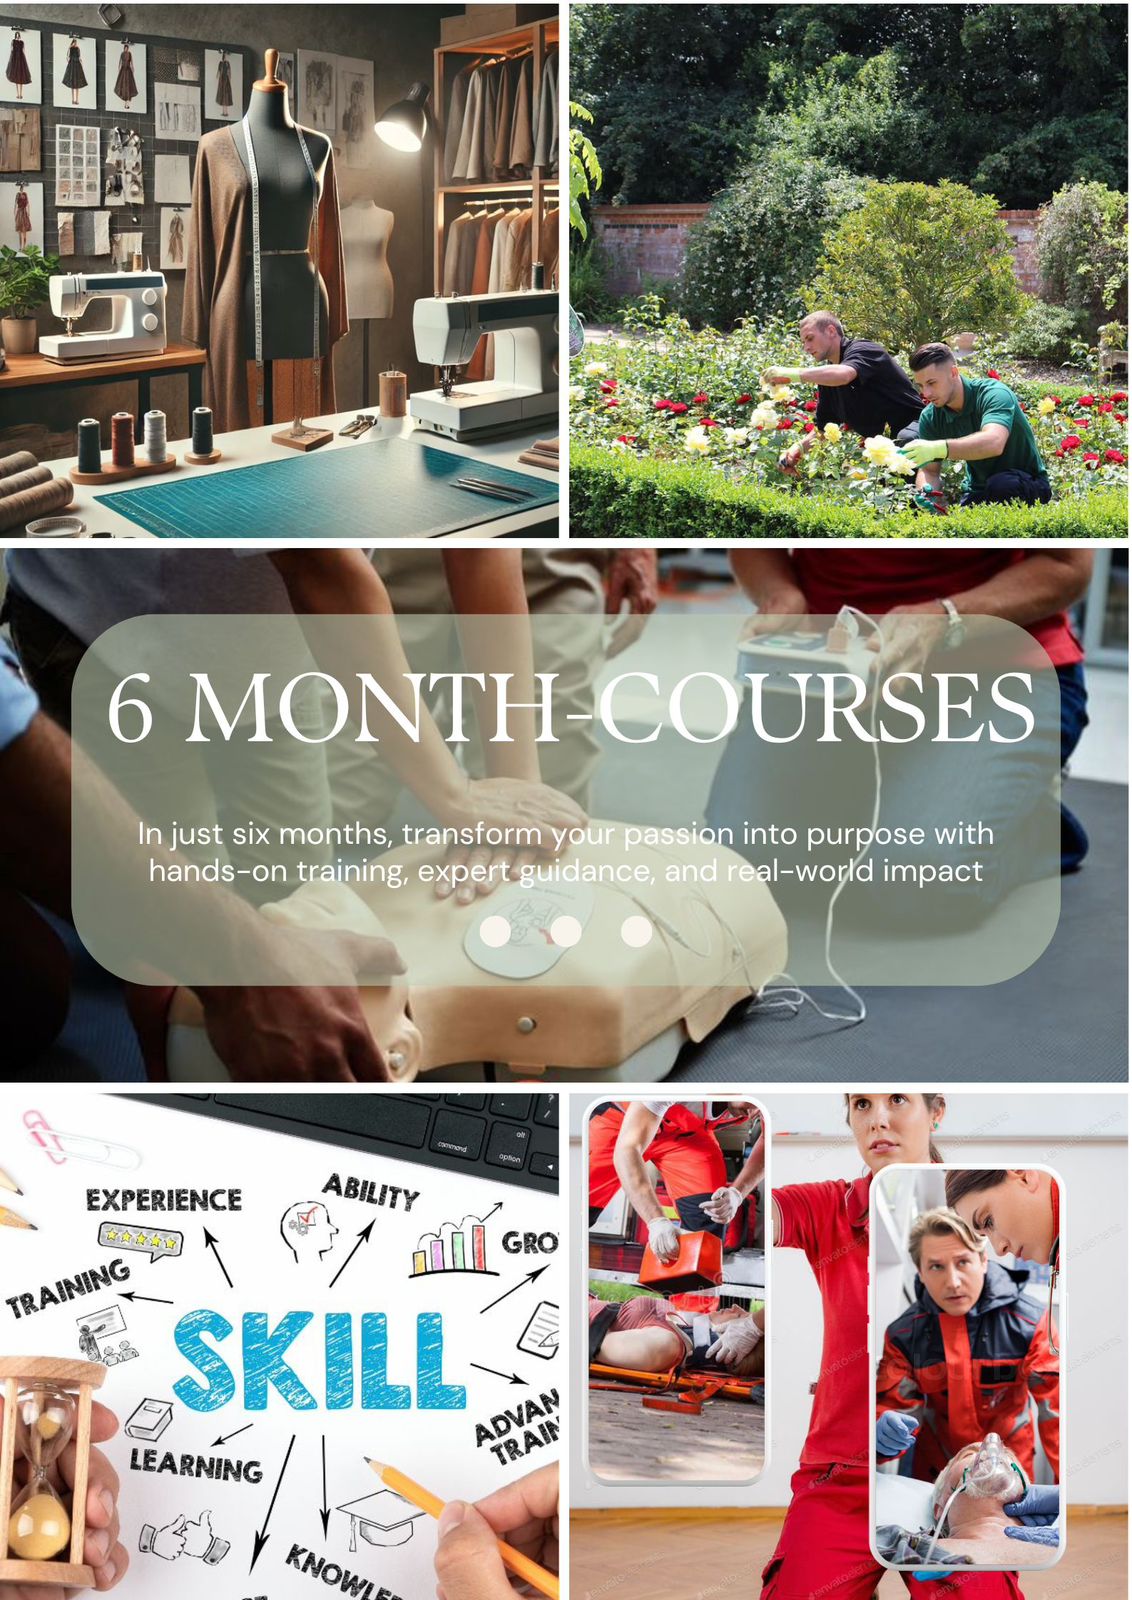 6 MONTH-COURSES
In just six months, transform your passion into purpose with
hands-on training, expert guidance, and real-world impact
command
alt
option
EXPERIENCE
ABILITY
GRO
TRAINING
SKILL
ADVAN
TRAIN
LEARNING
KNOWLE
envatoelements